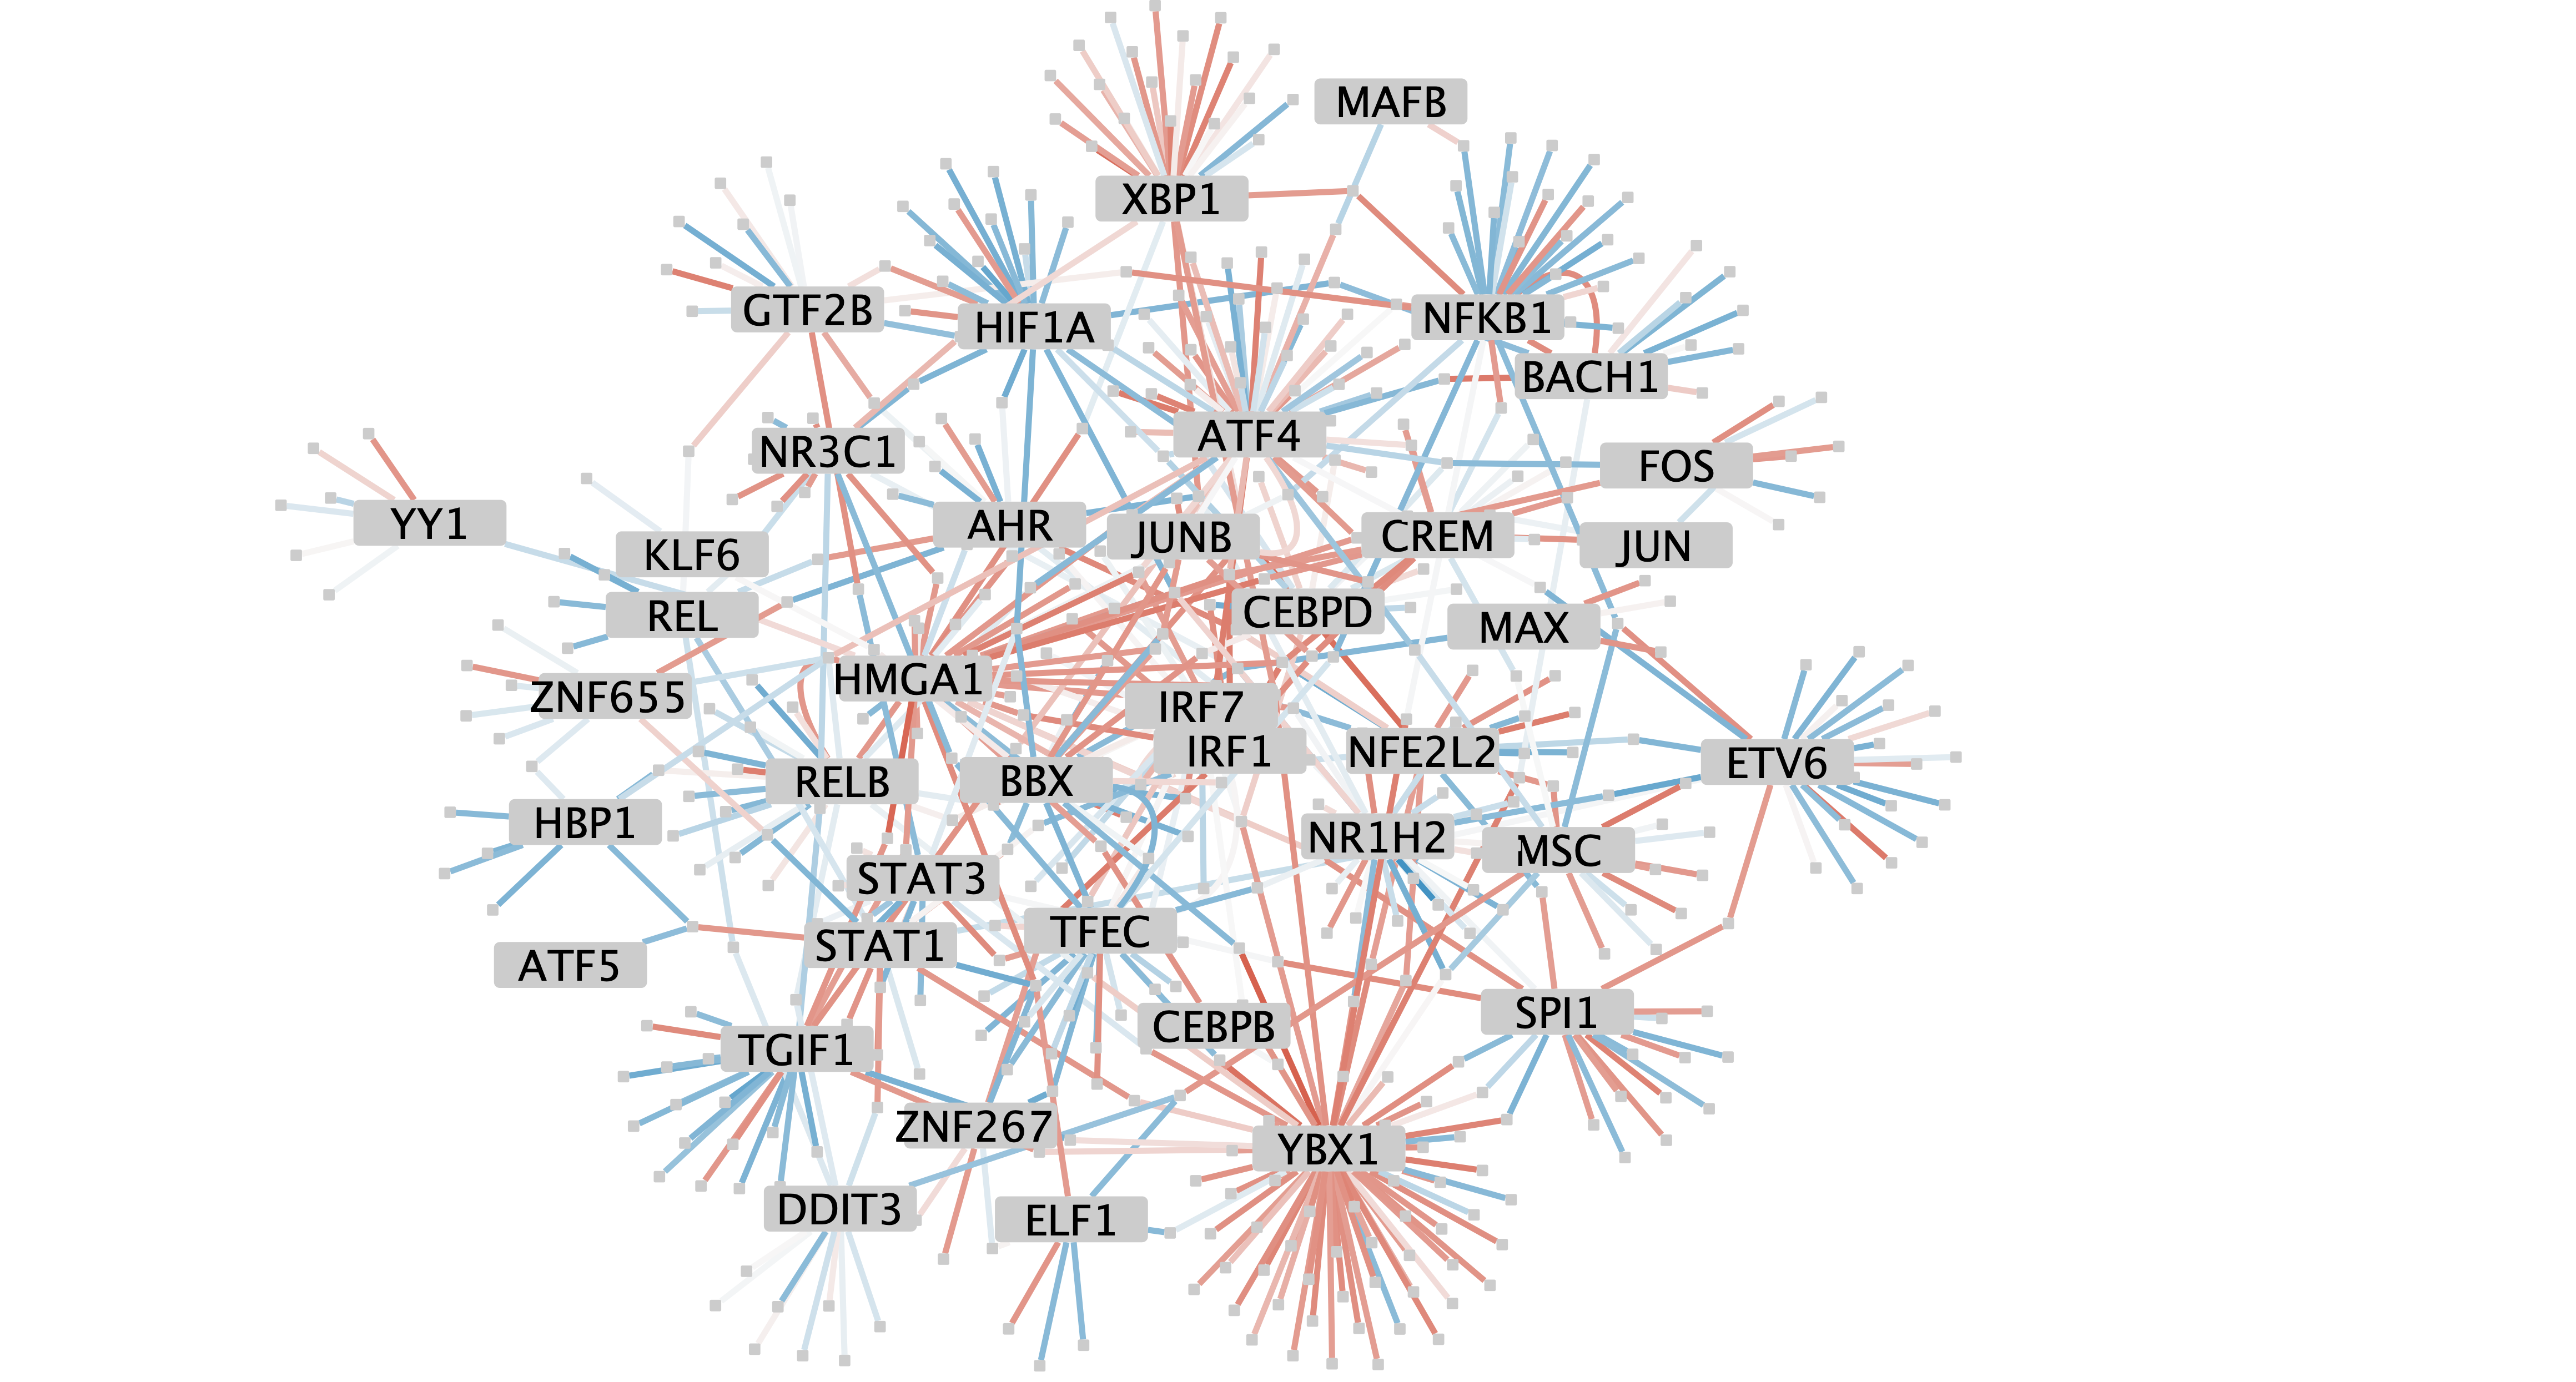 MAFB
XBP1
GTF2B
HIF1A
NFKB1
BACH1
ATF4
NR3C1
FOS
YY1
KLF6
AHR
JUNB
CREM
JUN
REL
CEBPD
MAX
ZNF655
HMGA1
IRF7
IRF1
NFE2L2
ETV6
RELB
BBX
HBP1
NR1H2
MSC
STAT3
TFEC
STAT1
ATF5
CEBPB
SPI1
TGIF1
ZNF267
YBX1
DDIT3
ELF1